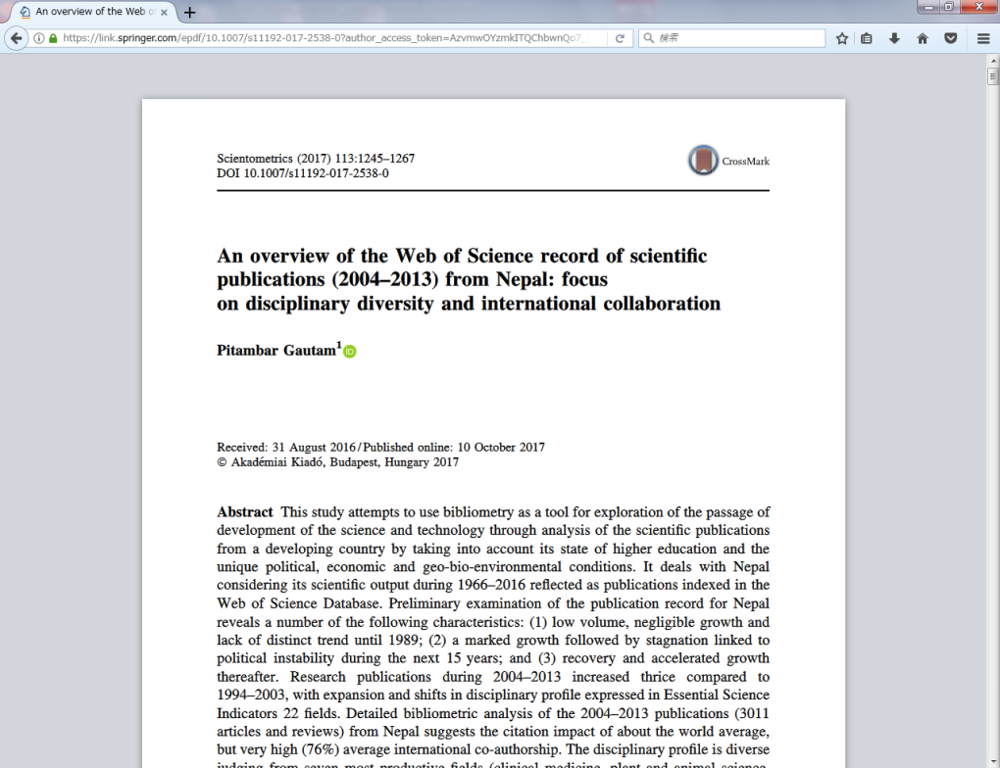 An overview of the Web o
https://link.springer.com/epdf/10.1007/s11192-017-2538-0?author_access_token=AzvmwOYzmkITQChbwnQo7_
検索
Scientometrics (2017) 113:1245–1267
DOI 10.1007/s11192-017-2538-0
CrossMark
An overview of the Web of Science record of scientific
publications (2004–2013) from Nepal: focus
on disciplinary diversity and international collaboration
Pitambar Gautam1 iD
Received: 31 August 2016 / Published online: 10 October 2017
© Akadémiai Kiadó, Budapest, Hungary 2017
Abstract This study attempts to use bibliometry as a tool for exploration of the passage of
development of the science and technology through analysis of the scientific publications
from a developing country by taking into account its state of higher education and the
unique political, economic and geo-bio-environmental conditions. It deals with Nepal
considering its scientific output during 1966–2016 reflected as publications indexed in the
Web of Science Database. Preliminary examination of the publication record for Nepal
reveals a number of the following characteristics: (1) low volume, negligible growth and
lack of distinct trend until 1989; (2) a marked growth followed by stagnation linked to
political instability during the next 15 years; and (3) recovery and accelerated growth
thereafter. Research publications during 2004–2013 increased thrice compared to
1994–2003, with expansion and shifts in disciplinary profile expressed in Essential Science
Indicators 22 fields. Detailed bibliometric analysis of the 2004–2013 publications (3011
articles and reviews) from Nepal suggests the citation impact of about the world average,
but very high (76%) average international co-authorship. The disciplinary profile is diverse
judging from seven most productive fields (clinical medicine, plant and animal science,